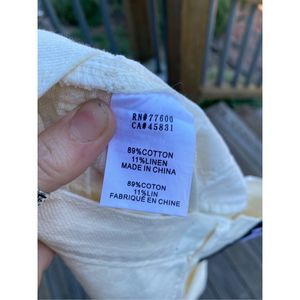 RN#77600
CA#45831
89%COTTON
11%LINEN
MADE IN CHINA
89%COTON
11%LIN
FABRIQUÉ EN CHINE